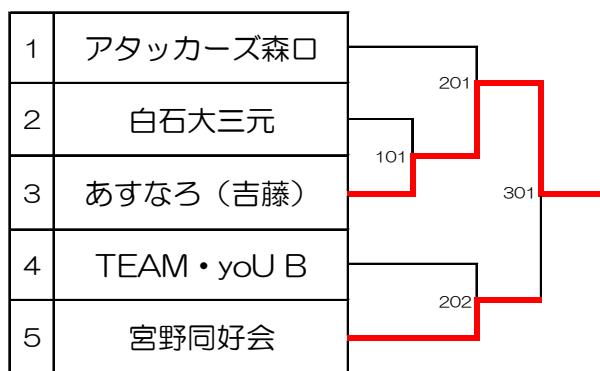 1 アタッカーズ森口
201
2 白石大三元
101
3 あすなろ（吉藤）
301
4 TEAM・yoU B
202
5 宮野同好会